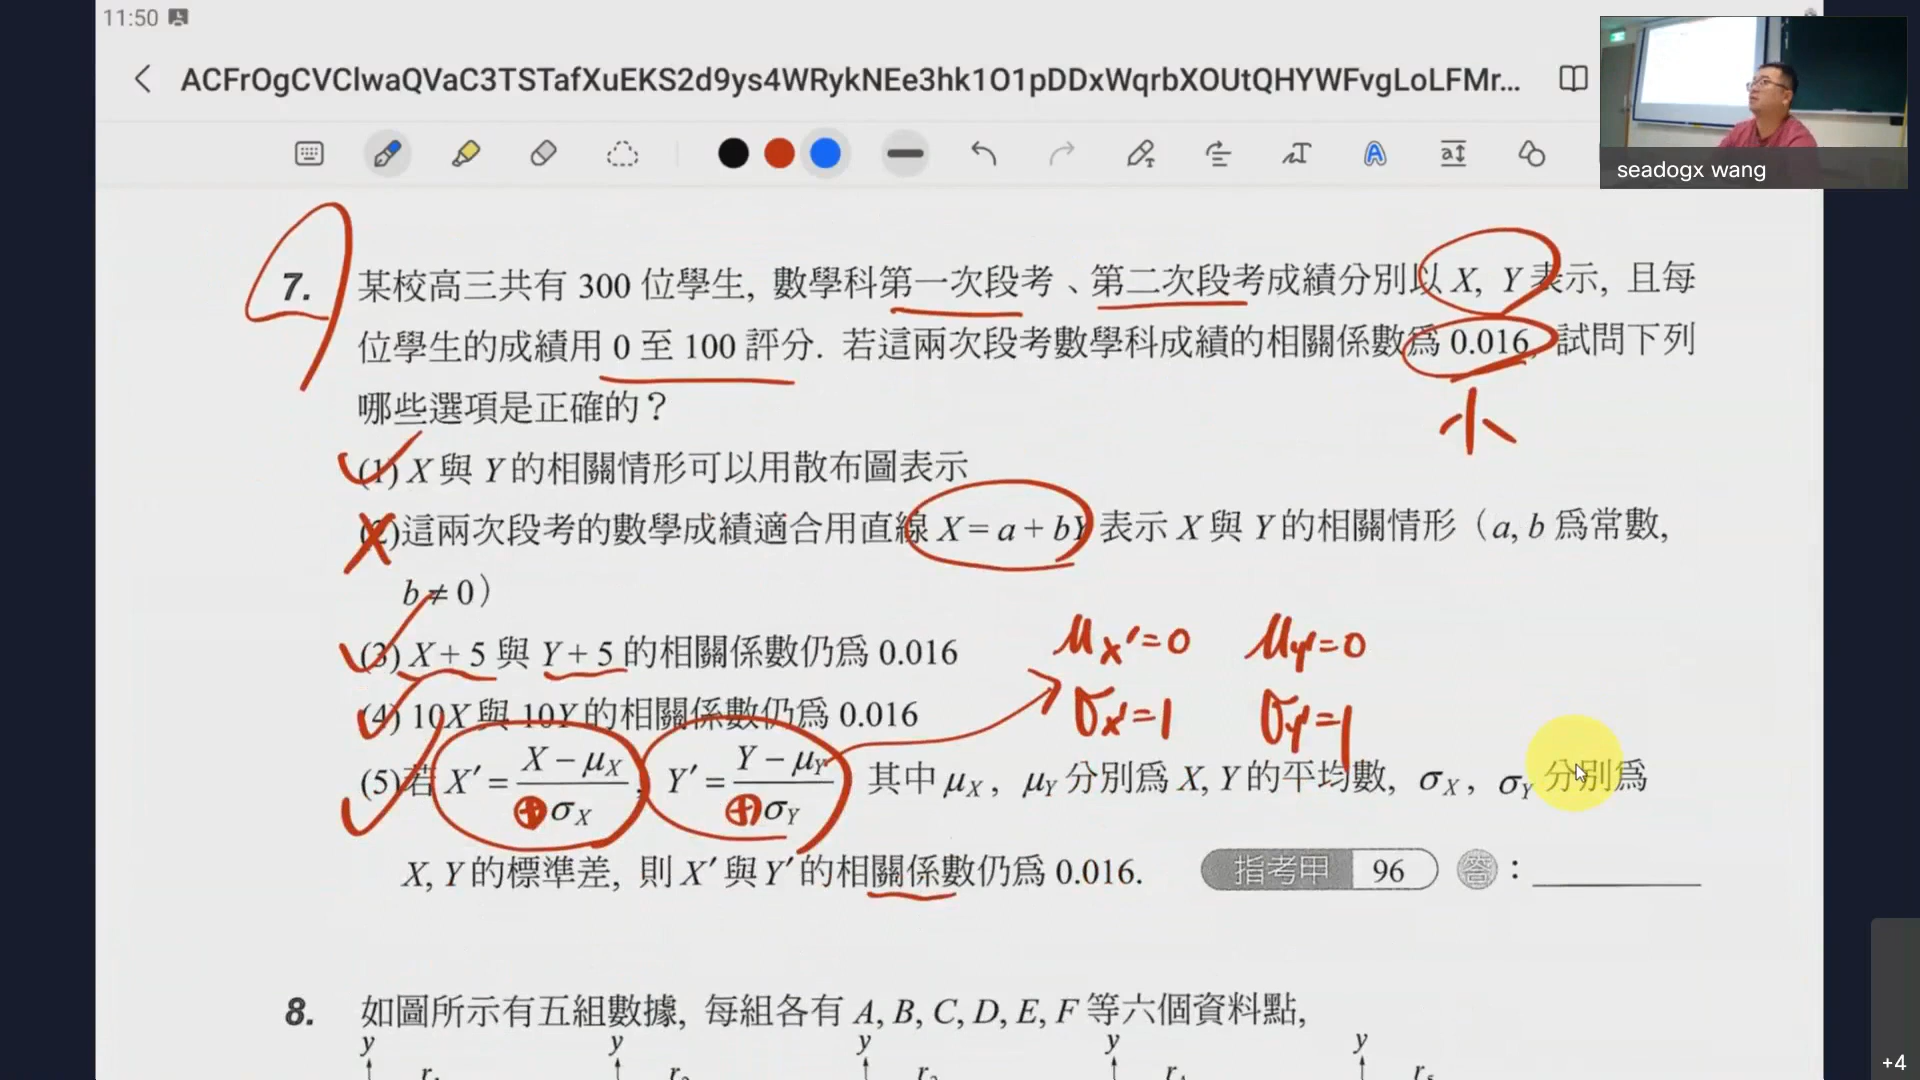 11:50
ACFrOgCVClwaQVaC3TSTafXuEKS2d9ys4WRykNEe3hk1O1pDDxWqrbXOUtQHYWFvgLoLFMr...
seadogx wang
7. 某校高三共有 300 位學生, 數學科第一次段考、第二次段考成績分別以 X, Y 表示, 且每
位學生的成績用 0 至 100 評分. 若這兩次段考數學科成績的相關係數為 0.016, 試問下列
哪些選項是正確的？
小
(1) X 與 Y 的相關情形可以用散布圖表示
(2) 這兩次段考的數學成績適合用直線 X = a + bY 表示 X 與 Y 的相關情形（a, b 為常數,
b ≠ 0）
(3) X + 5 與 Y + 5 的相關係數仍為 0.016
μx'=0 μy'=0
(4) 10X 與 10Y 的相關係數仍為 0.016
σx'=1 σy'=1
(5) 若 X′ = (X − μX)/σX, Y′ = (Y − μY)/σY 其中 μX, μY 分別為 X, Y 的平均數, σX, σY 分別為
+ +
X, Y 的標準差, 則 X′ 與 Y′ 的相關係數仍為 0.016. 指考甲 96 答：
8. 如圖所示有五組數據, 每組各有 A, B, C, D, E, F 等六個資料點,
y y y y y
+4